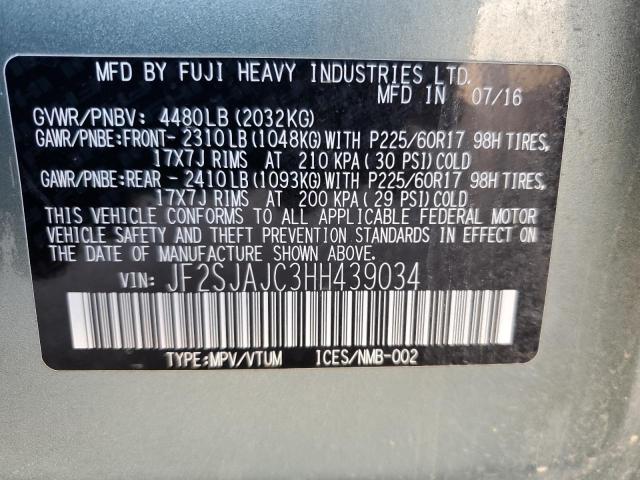 MFD BY FUJI HEAVY INDUSTRIES LTD.
MFD IN 07/16
GVWR/PNBV: 4480LB(2032KG)
GAWR/PNBE:FRONT- 2310LB(1048KG)WITH P225/60R17 98H TIRES,
17X7J RIMS AT 210 KPA(30 PSI)COLD
GAWR/PNBE:REAR -2410LB(1093KG)WITH P225/60R17 98H TIRES,
17X7J RIMS AT 200 KPA(29 PSI)COLD
THIS VEHICLE CONFORMS TO ALL APPLICABLE FEDERAL MOTOR
VEHICLE SAFETY AND THEFT PREVENTION STANDARDS IN EFFECT ON
THE DATE OF MANUFACTURE SHOWN ABOVE.
VIN: JF2SJAJC3HH439034
TYPE:MPV/VTUM ICES/NMB-002